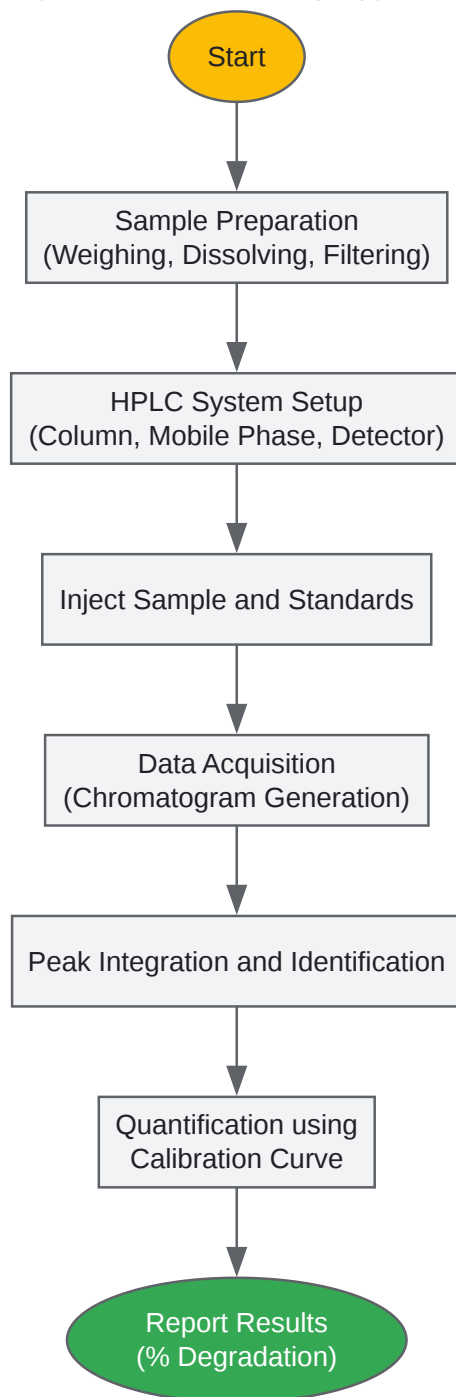 Start
Sample Preparation
(Weighing, Dissolving, Filtering)
HPLC System Setup
(Column, Mobile Phase, Detector)
Inject Sample and Standards
Data Acquisition
(Chromatogram Generation)
Peak Integration and Identification
Quantification using
Calibration Curve
Report Results
(% Degradation)